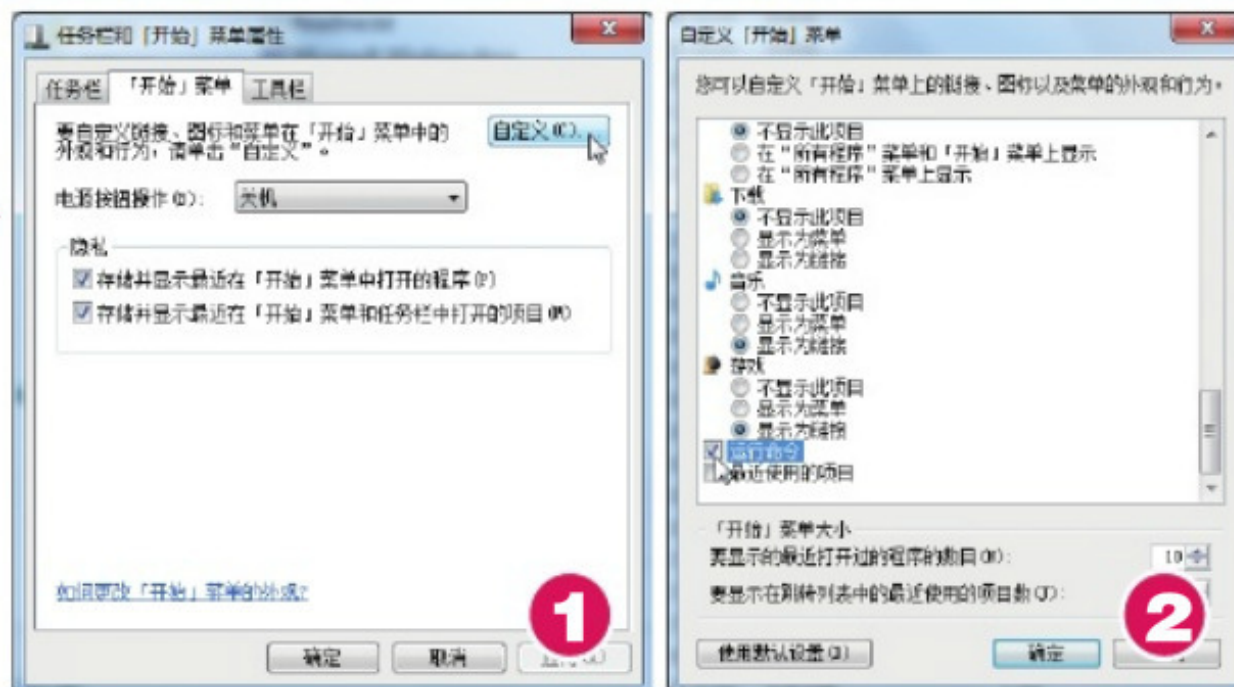 任务栏和「开始」菜单属性
任务栏
「开始」菜单
工具栏
要自定义链接、图标和菜单在「开始」菜单中的
外观和行为，请单击“自定义”。
自定义(C)...
电源按钮操作(B)：
关机
隐私
存储并显示最近在「开始」菜单中打开的程序(P)
存储并显示最近在「开始」菜单和任务栏中打开的项目(M)
如何更改「开始」菜单的外观?
确定
取消
1
自定义「开始」菜单
您可以自定义「开始」菜单上的链接、图标以及菜单的外观和行为。
不显示此项目
在“所有程序”菜单和「开始」菜单上显示
在“所有程序”菜单上显示
下载
不显示此项目
显示为菜单
显示为链接
音乐
不显示此项目
显示为菜单
显示为链接
游戏
不显示此项目
显示为菜单
显示为链接
运行命令
最近使用的项目
「开始」菜单大小
要显示的最近打开过的程序的数目(N)：
10
要显示在跳转列表中的最近使用的项目数(J)：
使用默认设置(D)
确定
2